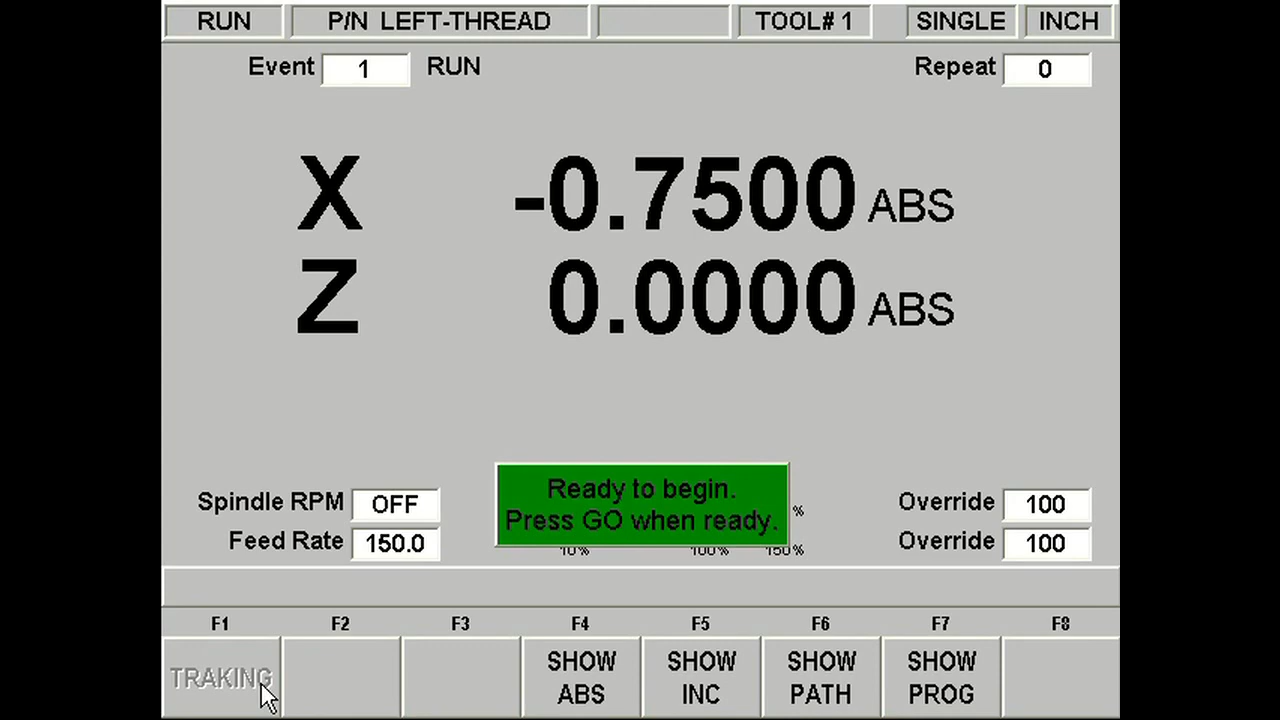 RUN P/N LEFT-THREAD TOOL# 1 SINGLE INCH
Event 1 RUN Repeat 0
X -0.7500 ABS
Z 0.0000 ABS
Ready to begin.
Press GO when ready.
Spindle RPM OFF % Override 100
Feed Rate 150.0 10% 100% 150% Override 100
F1 F2 F3 F4 F5 F6 F7 F8
TRAKING SHOW ABS SHOW INC SHOW PATH SHOW PROG